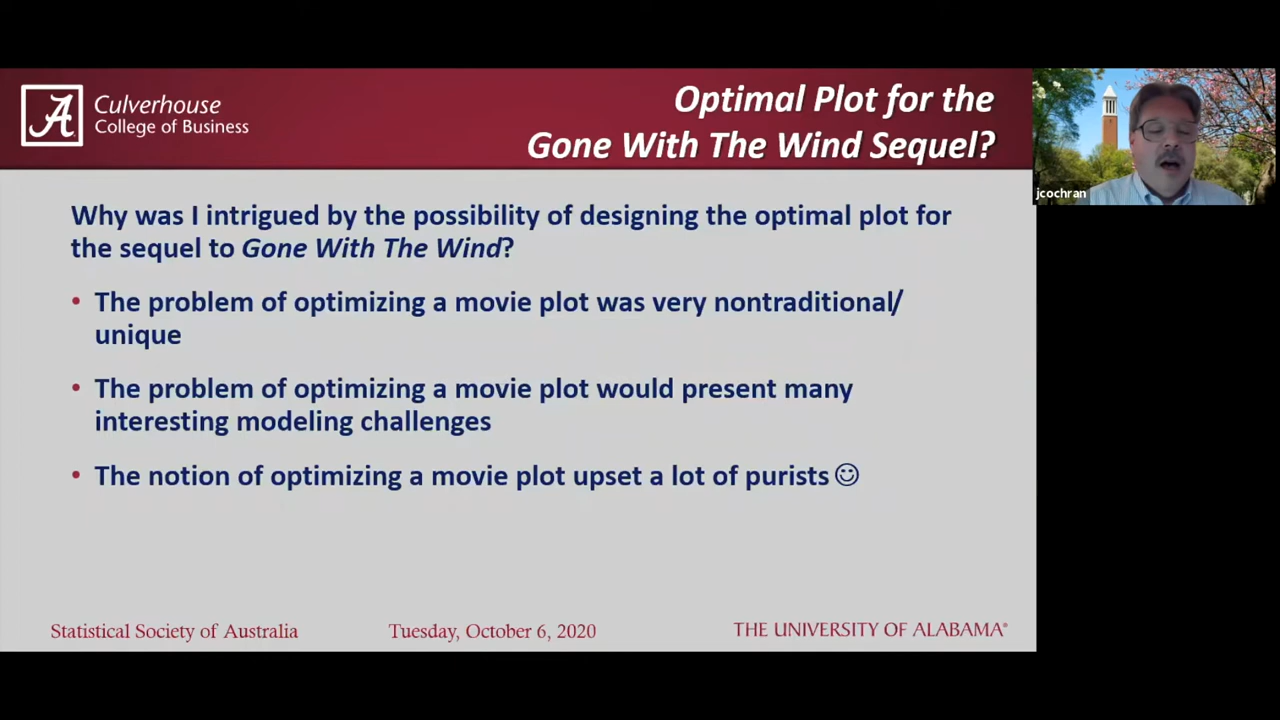 Culverhouse
College of Business
Optimal Plot for the
Gone With The Wind Sequel?
jcochran
Why was I intrigued by the possibility of designing the optimal plot for
the sequel to Gone With The Wind?
• The problem of optimizing a movie plot was very nontraditional/
unique
• The problem of optimizing a movie plot would present many
interesting modeling challenges
• The notion of optimizing a movie plot upset a lot of purists ☺
Statistical Society of Australia
Tuesday, October 6, 2020
THE UNIVERSITY OF ALABAMA®